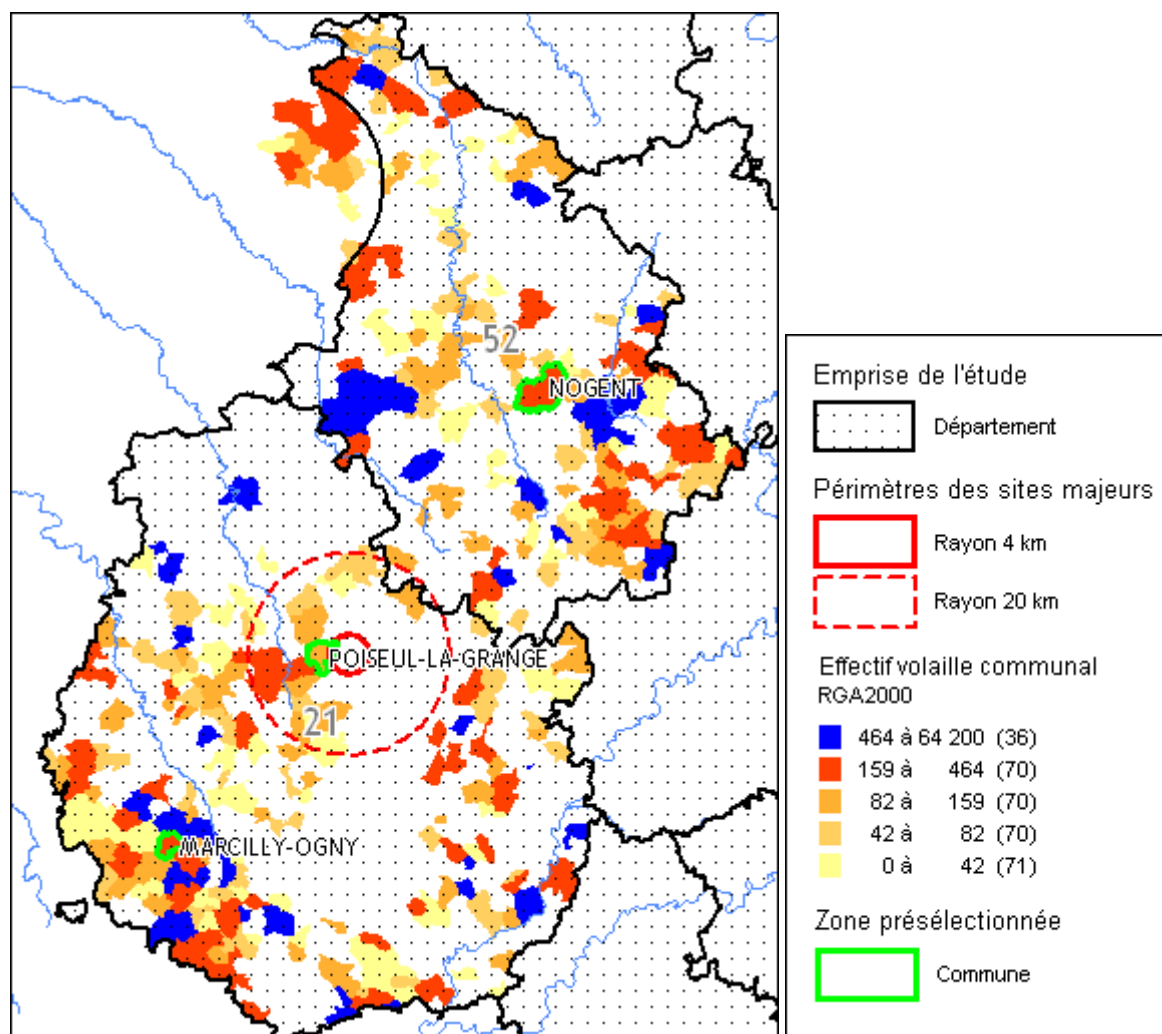 52
NOGENT
POISEUL-LA-GRANGE
21
MARCILLY-OGNY
Emprise de l'étude
Département
Périmètres des sites majeurs
Rayon 4 km
Rayon 20 km
Effectif volaille communal
RGA2000
464 à 64 200 (36)
159 à 464 (70)
82 à 159 (70)
42 à 82 (70)
0 à 42 (71)
Zone présélectionnée
Commune